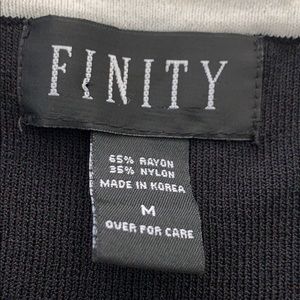 FINITY
65% RAYON
35% NYLON
MADE IN KOREA
M
OVER FOR CARE